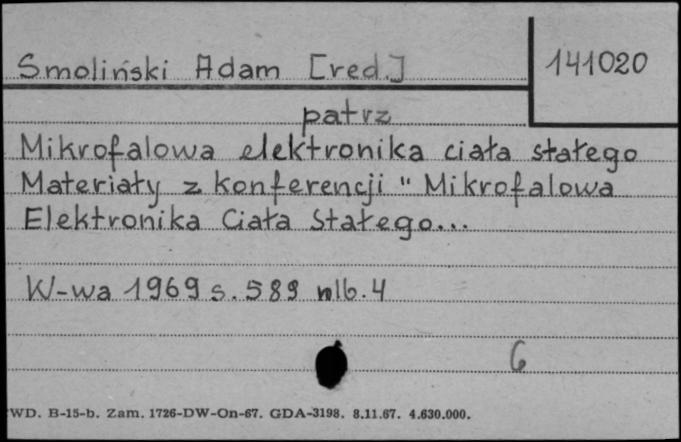 Smoliński Adam [red.]
141020
patrz
Mikrofalowa elektronika ciała stałego
Materiały z konferencji "Mikrofalowa
Elektronika Ciała Stałego...
W-wa 1969 s. 589 nlb. 4
6
WD. B-15-b. Zam. 1726-DW-On-67. GDA-3198. 8.11.67. 4.630.000.